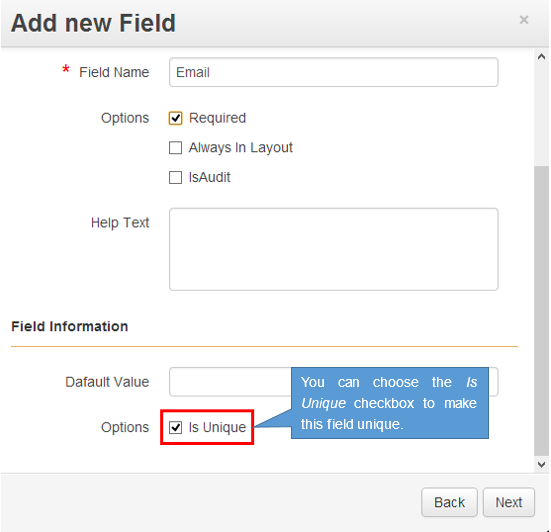 Add new Field
×
* Field Name Email
Options Required
Always In Layout
IsAudit
Help Text
Field Information
Dafault Value
You can choose the Is
Unique checkbox to make
this field unique.
Options Is Unique
Back Next